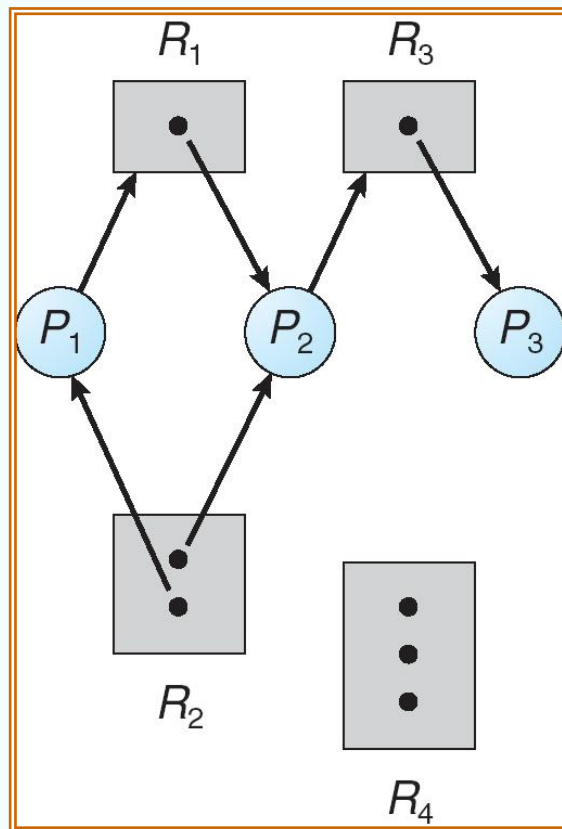 R₁ R₃
P₁ P₂ P₃
R₂
R₄